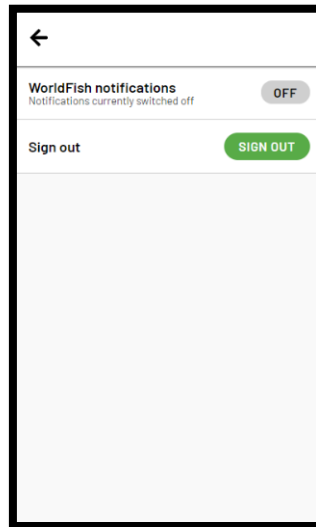 WorldFish notifications
Notifications currently switched off
OFF
Sign out
SIGN OUT